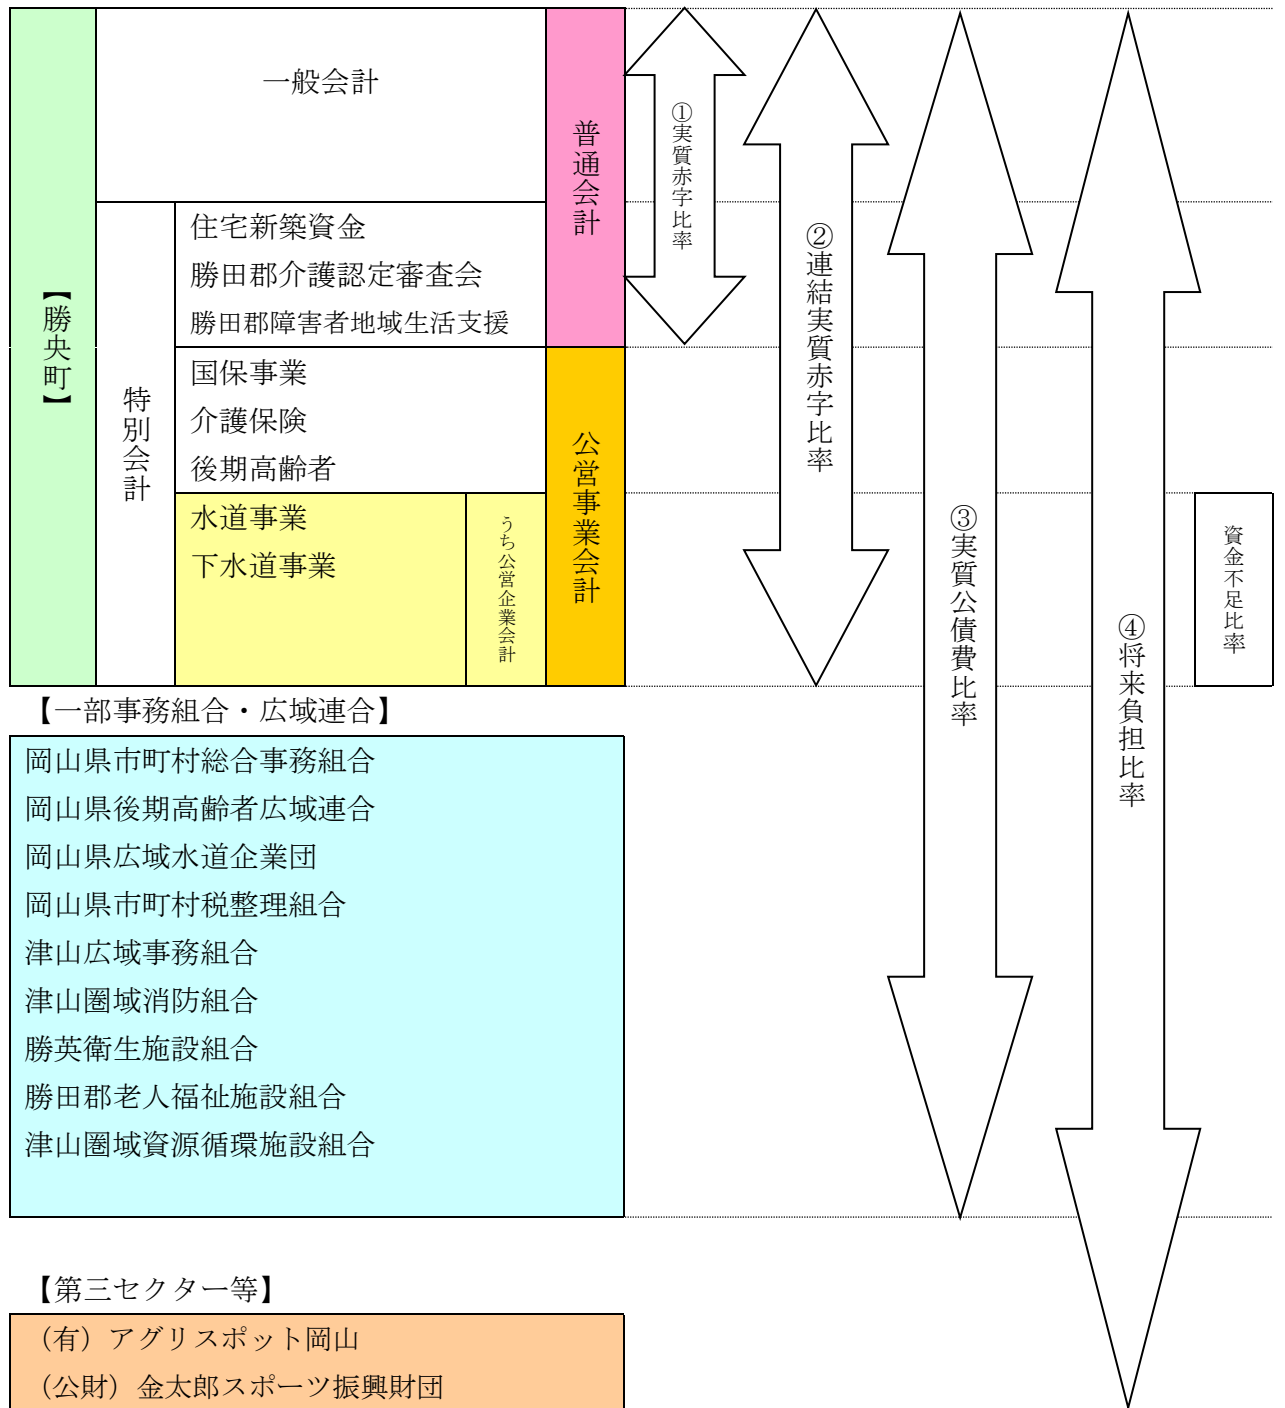 【勝央町】
一般会計
特別会計
住宅新築資金
勝田郡介護認定審査会
勝田郡障害者地域生活支援
国保事業
介護保険
後期高齢者
水道事業
下水道事業
うち公営企業会計
普通会計
公営事業会計
①実質赤字比率
②連結実質赤字比率
③実質公債費比率
④将来負担比率
資金不足比率
【一部事務組合・広域連合】
岡山県市町村総合事務組合
岡山県後期高齢者広域連合
岡山県広域水道企業団
岡山県市町村税整理組合
津山広域事務組合
津山圏域消防組合
勝英衛生施設組合
勝田郡老人福祉施設組合
津山圏域資源循環施設組合
【第三セクター等】
（有）アグリスポット岡山
（公財）金太郎スポーツ振興財団